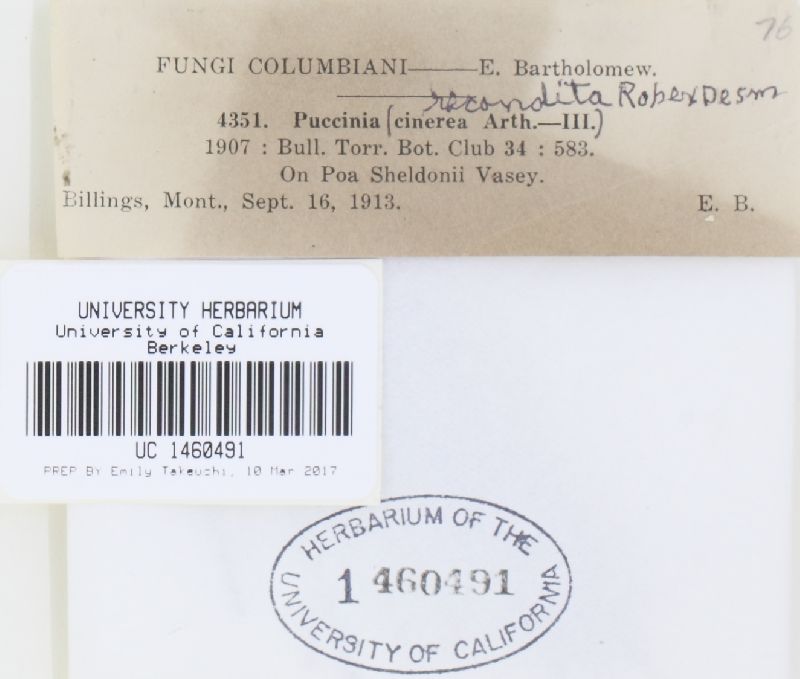 76
FUNGI COLUMBIANI——E. Bartholomew.
recondita Rob ex Desm
4351. Puccinia (cinerea Arth.—III.)
1907 : Bull. Torr. Bot. Club 34 : 583.
On Poa Sheldonii Vasey.
Billings, Mont., Sept. 16, 1913. E. B.
UNIVERSITY HERBARIUM
University of California
Berkeley
UC 1460491
PREP By Emily Takeuchi, 10 Mar 2017
HERBARIUM OF THE
1 460491
UNIVERSITY OF CALIFORNIA